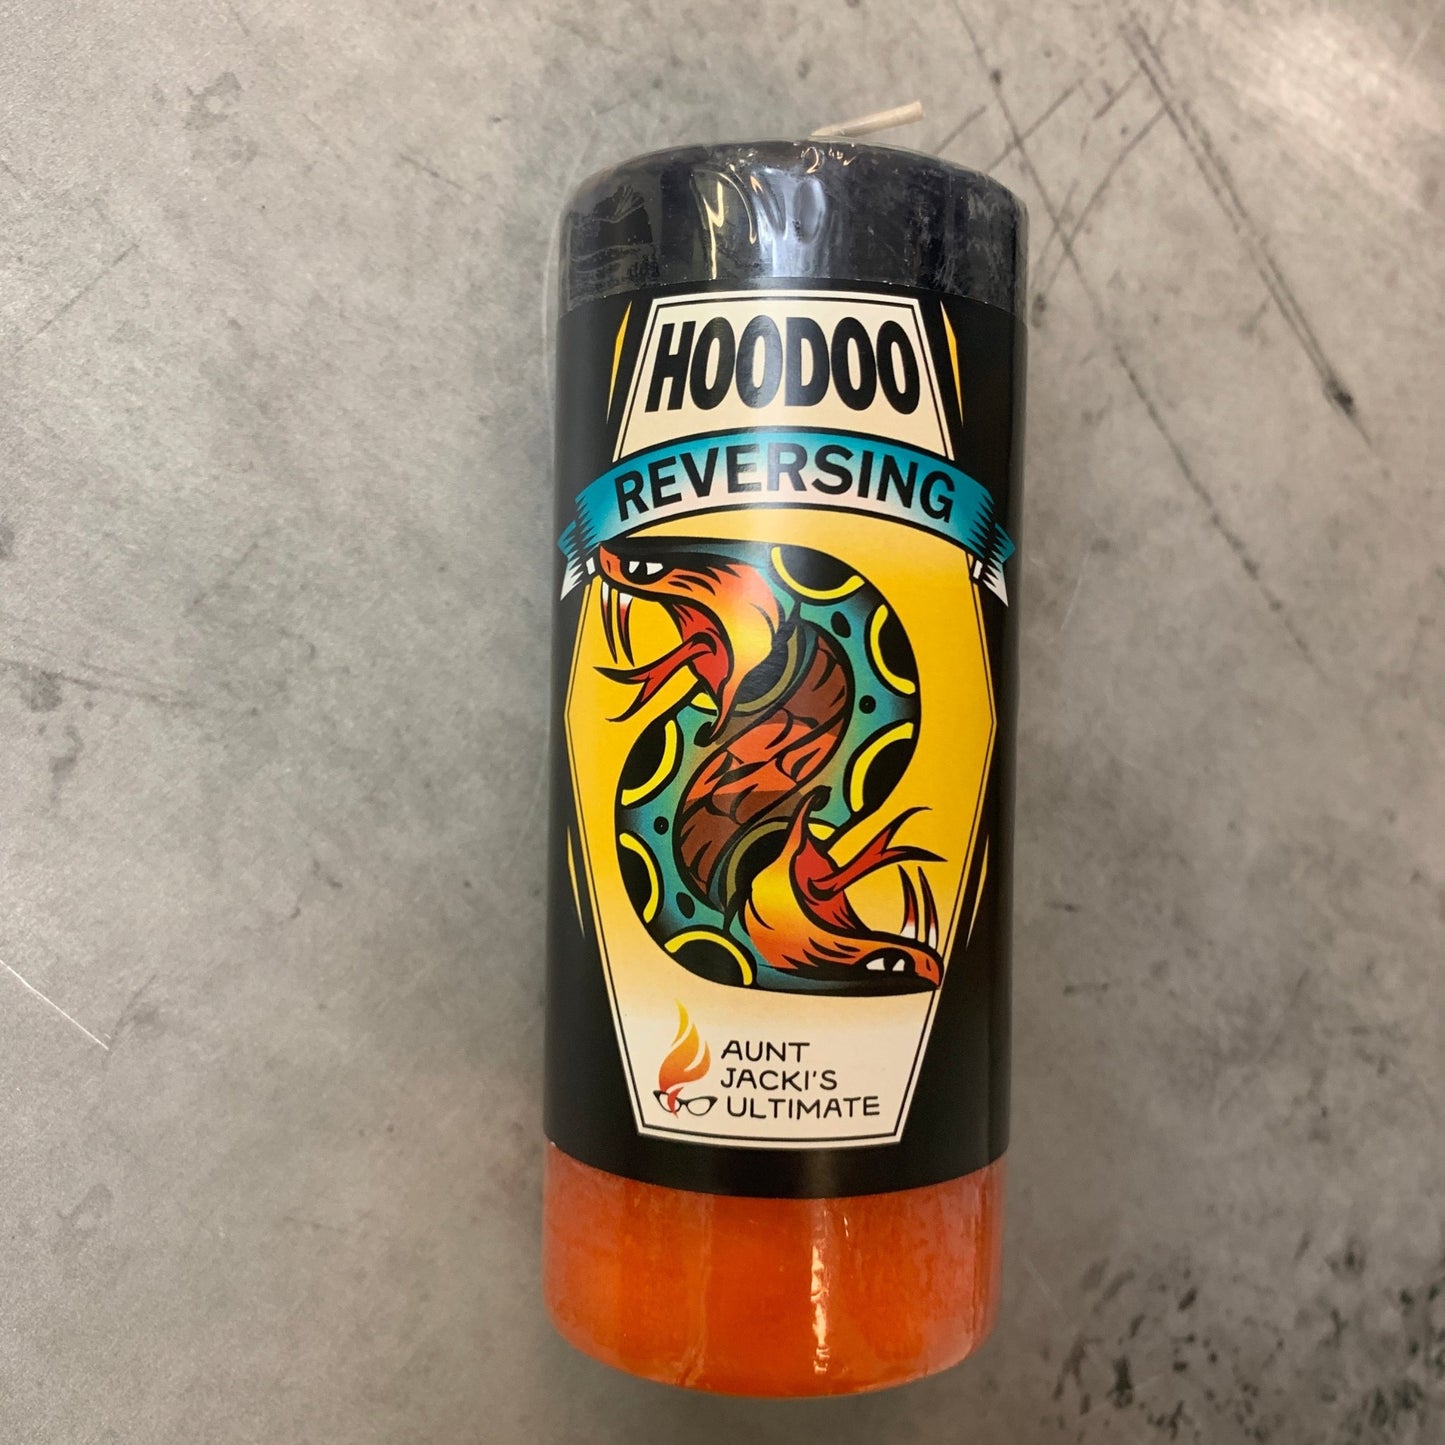 HOODOO
REVERSING
AUNT
JACKI'S
ULTIMATE